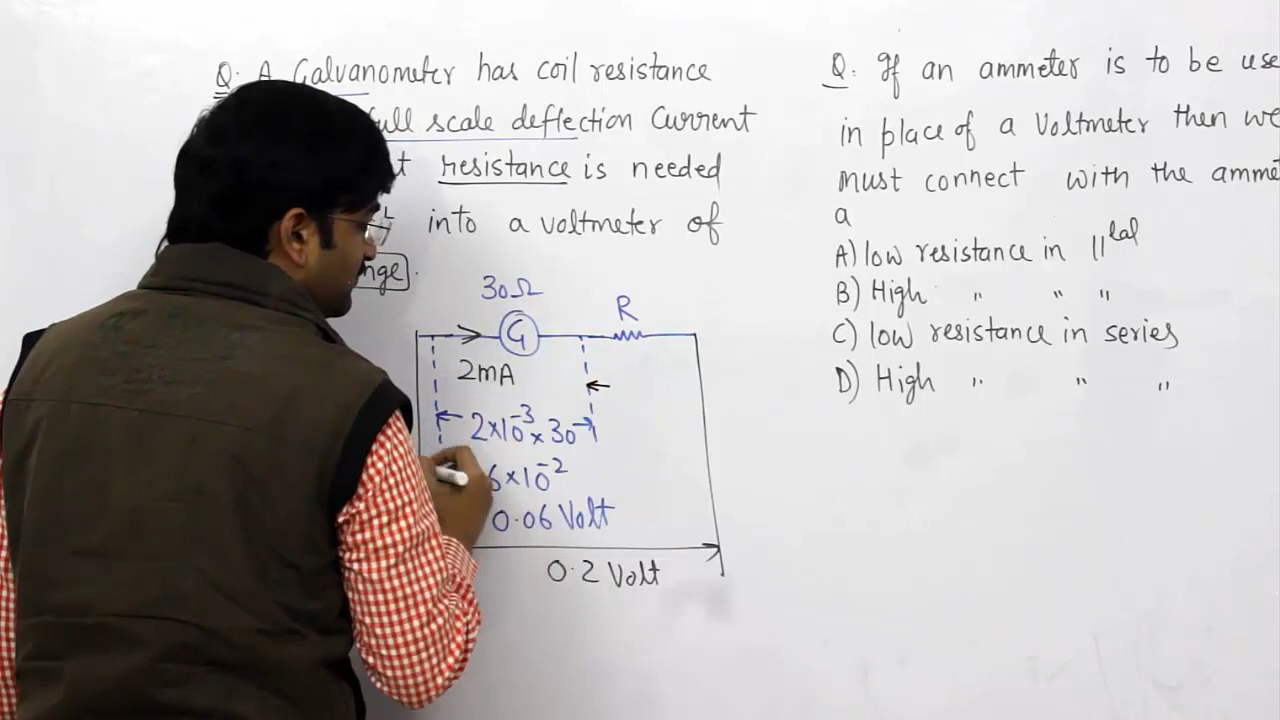 Q. A Galvanometer has coil resistance
full scale deflection Current
resistance is needed
into a voltmeter of
30Ω
G
R
2mA
2×10⁻³×30
6×10⁻²
0.06 Volt
0.2 Volt
Q. If an ammeter is to be use
in place of a Voltmeter then we
must connect with the amme
a
A) low resistance in ||lal
B) High " " "
C) low resistance in series
D) High " " "